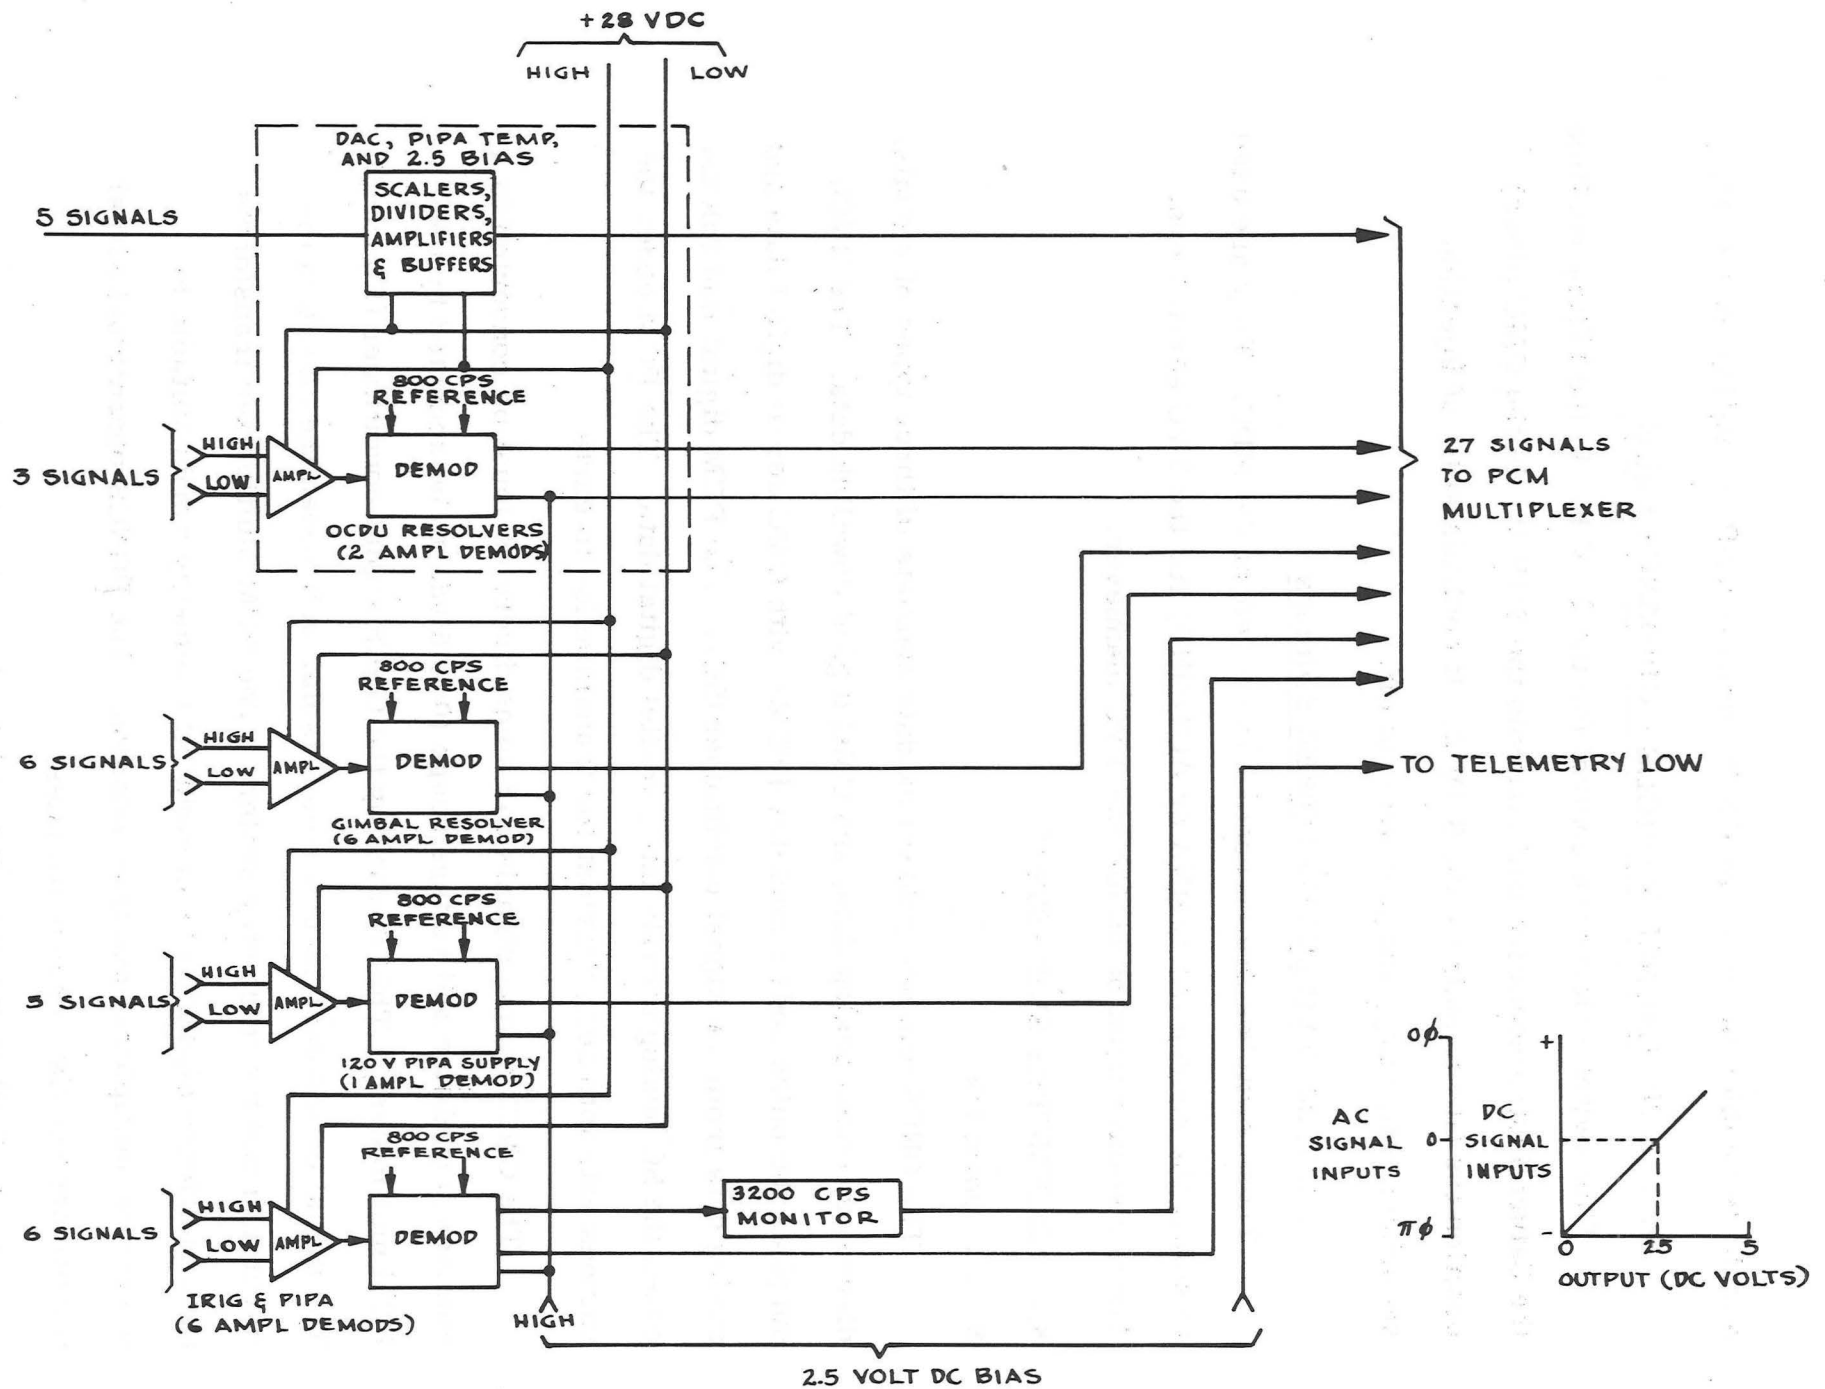 +28 VDC
HIGH
LOW
DAC, PIPA TEMP,
AND 2.5 BIAS
SCALERS,
DIVIDERS,
AMPLIFIERS
& BUFFERS
5 SIGNALS
800 CPS
REFERENCE
3 SIGNALS
HIGH
LOW
AMPL
DEMOD
OCDU RESOLVERS
(2 AMPL DEMODS)
27 SIGNALS
TO PCM
MULTIPLEXER
800 CPS
REFERENCE
6 SIGNALS
HIGH
LOW
AMPL
DEMOD
GIMBAL RESOLVER
(6 AMPL DEMOD)
TO TELEMETRY LOW
800 CPS
REFERENCE
5 SIGNALS
HIGH
LOW
AMPL
DEMOD
120 V PIPA SUPPLY
(1 AMPL DEMOD)
800 CPS
REFERENCE
6 SIGNALS
HIGH
LOW
AMPL
DEMOD
IRIG & PIPA
(6 AMPL DEMODS)
3200 CPS
MONITOR
HIGH
2.5 VOLT DC BIAS
0φ
0
πφ
AC
SIGNAL
INPUTS
DC
SIGNAL
INPUTS
+
-
0
25
5
OUTPUT (DC VOLTS)